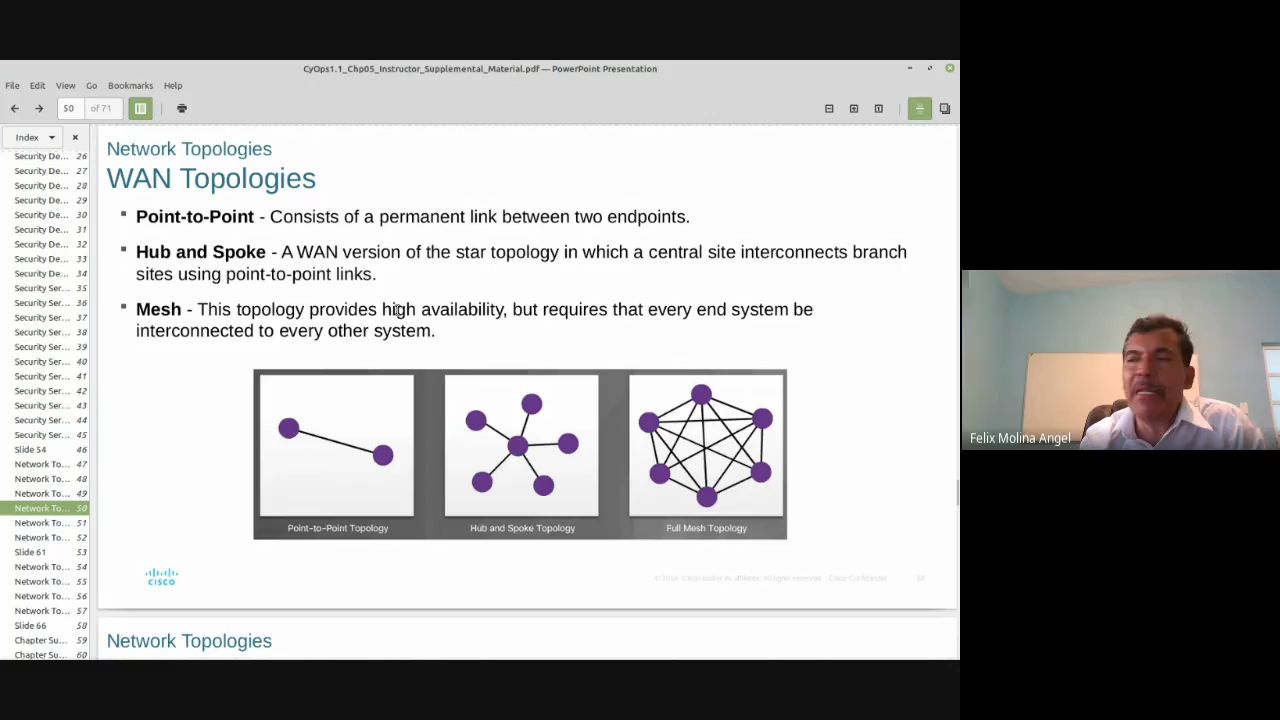 CyOps1.1_Chp05_Instructor_Supplemental_Material.pdf — PowerPoint Presentation
File Edit View Go Bookmarks Help
50 of 71
Index
Security De... 26
Security De... 27
Security De... 28
Security De... 29
Security De... 30
Security De... 31
Security De... 32
Security De... 33
Security De... 34
Security Ser... 35
Security Ser... 36
Security Ser... 37
Security Ser... 38
Security Ser... 39
Security Ser... 40
Security Ser... 41
Security Ser... 42
Security Ser... 43
Security Ser... 44
Security Ser... 45
Slide 54 46
Network To... 47
Network To... 48
Network To... 49
Network To... 50
Network To... 51
Network To... 52
Slide 61 53
Network To... 54
Network To... 55
Network To... 56
Network To... 57
Slide 66 58
Chapter Su... 59
Chapter Su... 60
Network Topologies
WAN Topologies
Point-to-Point - Consists of a permanent link between two endpoints.
Hub and Spoke - A WAN version of the star topology in which a central site interconnects branch
sites using point-to-point links.
Mesh - This topology provides high availability, but requires that every end system be
interconnected to every other system.
Point-to-Point Topology
Hub and Spoke Topology
Full Mesh Topology
CISCO
All rights reserved. Cisco Confidential
Network Topologies
Felix Molina Angel